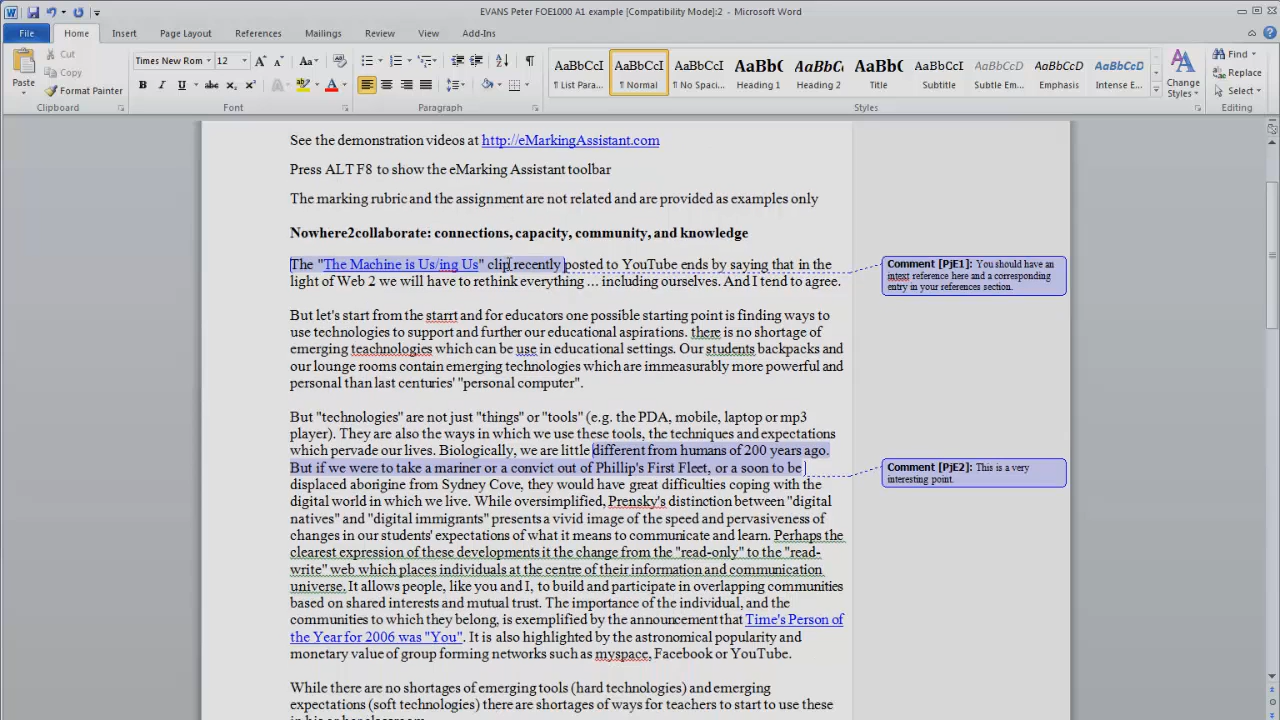 EVANS Peter FOE1000 A1 example [Compatibility Mode]:2 - Microsoft Word
File Home Insert Page Layout References Mailings Review View Add-Ins
Cut
Copy
Format Painter
Paste
Clipboard
Times New Rom 12
Font
Paragraph
AaBbCcI AaBbCcI AaBbCcI AaBbC AaBbC AaBbC AaBbCcI AaBbCcD AaBbCcD AaBbCcI
¶ List Para... ¶ Normal ¶ No Spaci... Heading 1 Heading 2 Title Subtitle Subtle Em... Emphasis Intense E...
Styles
Change
Styles
Find
Replace
Select
Editing
See the demonstration videos at http://eMarkingAssistant.com
Press ALT F8 to show the eMarking Assistant toolbar
The marking rubric and the assignment are not related and are provided as examples only
Nowhere2collaborate: connections, capacity, community, and knowledge
The "The Machine is Us/ing Us" clip recently posted to YouTube ends by saying that in the
light of Web 2 we will have to rethink everything ... including ourselves. And I tend to agree.
But let's start from the starrt and for educators one possible starting point is finding ways to
use technologies to support and further our educational aspirations. there is no shortage of
emerging teachnologies which can be use in educational settings. Our students backpacks and
our lounge rooms contain emerging technologies which are immeasurably more powerful and
personal than last centuries' "personal computer".
But "technologies" are not just "things" or "tools" (e.g. the PDA, mobile, laptop or mp3
player). They are also the ways in which we use these tools, the techniques and expectations
which pervade our lives. Biologically, we are little different from humans of 200 years ago.
But if we were to take a mariner or a convict out of Phillip's First Fleet, or a soon to be
displaced aborigine from Sydney Cove, they would have great difficulties coping with the
digital world in which we live. While oversimplified, Prensky's distinction between "digital
natives" and "digital immigrants" presents a vivid image of the speed and pervasiveness of
changes in our students' expectations of what it means to communicate and learn. Perhaps the
clearest expression of these developments it the change from the "read-only" to the "read-
write" web which places individuals at the centre of their information and communication
universe. It allows people, like you and I, to build and participate in overlapping communities
based on shared interests and mutual trust. The importance of the individual, and the
communities to which they belong, is exemplified by the announcement that Time's Person of
the Year for 2006 was "You". It is also highlighted by the astronomical popularity and
monetary value of group forming networks such as myspace, Facebook or YouTube.
While there are no shortages of emerging tools (hard technologies) and emerging
expectations (soft technologies) there are shortages of ways for teachers to start to use these
Comment [PjE1]: You should have an
intext reference here and a corresponding
entry in your references section.
Comment [PjE2]: This is a very
interesting point.